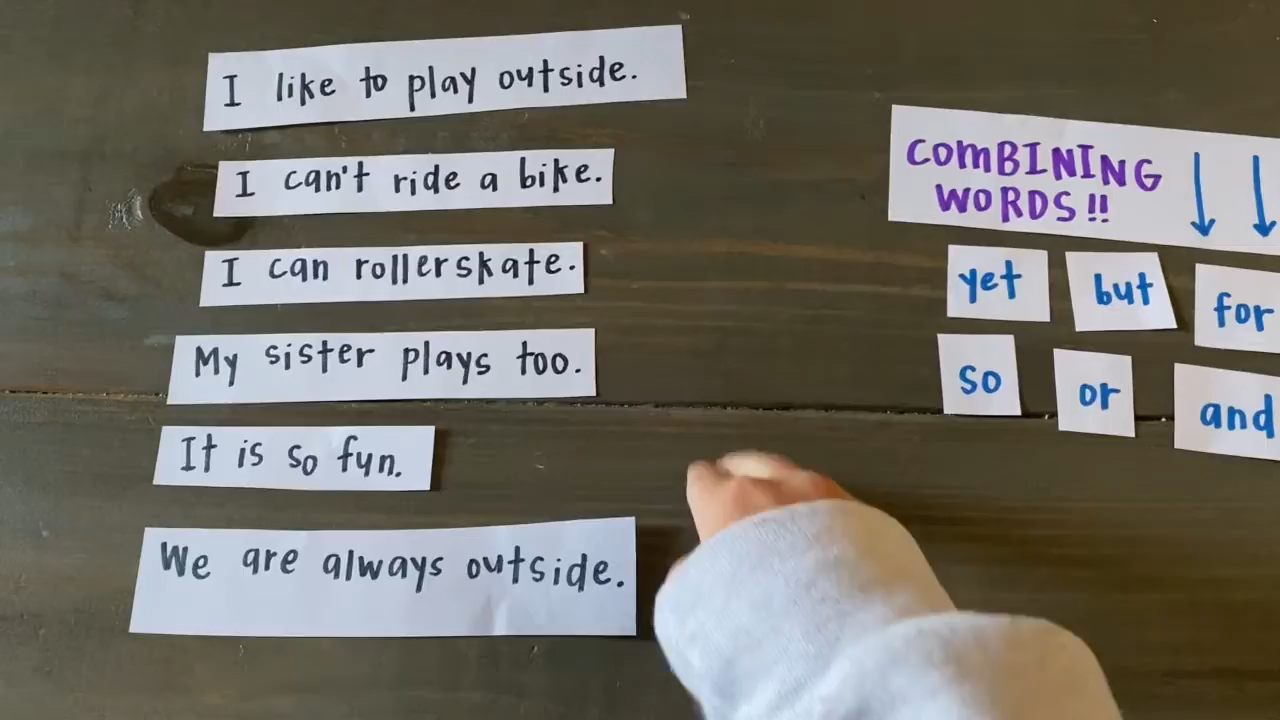 I like to play outside.
I can't ride a bike.
I can rollerskate.
My sister plays too.
It is so fun.
We are always outside.
COMBINING
WORDS!!
yet but for
so or and